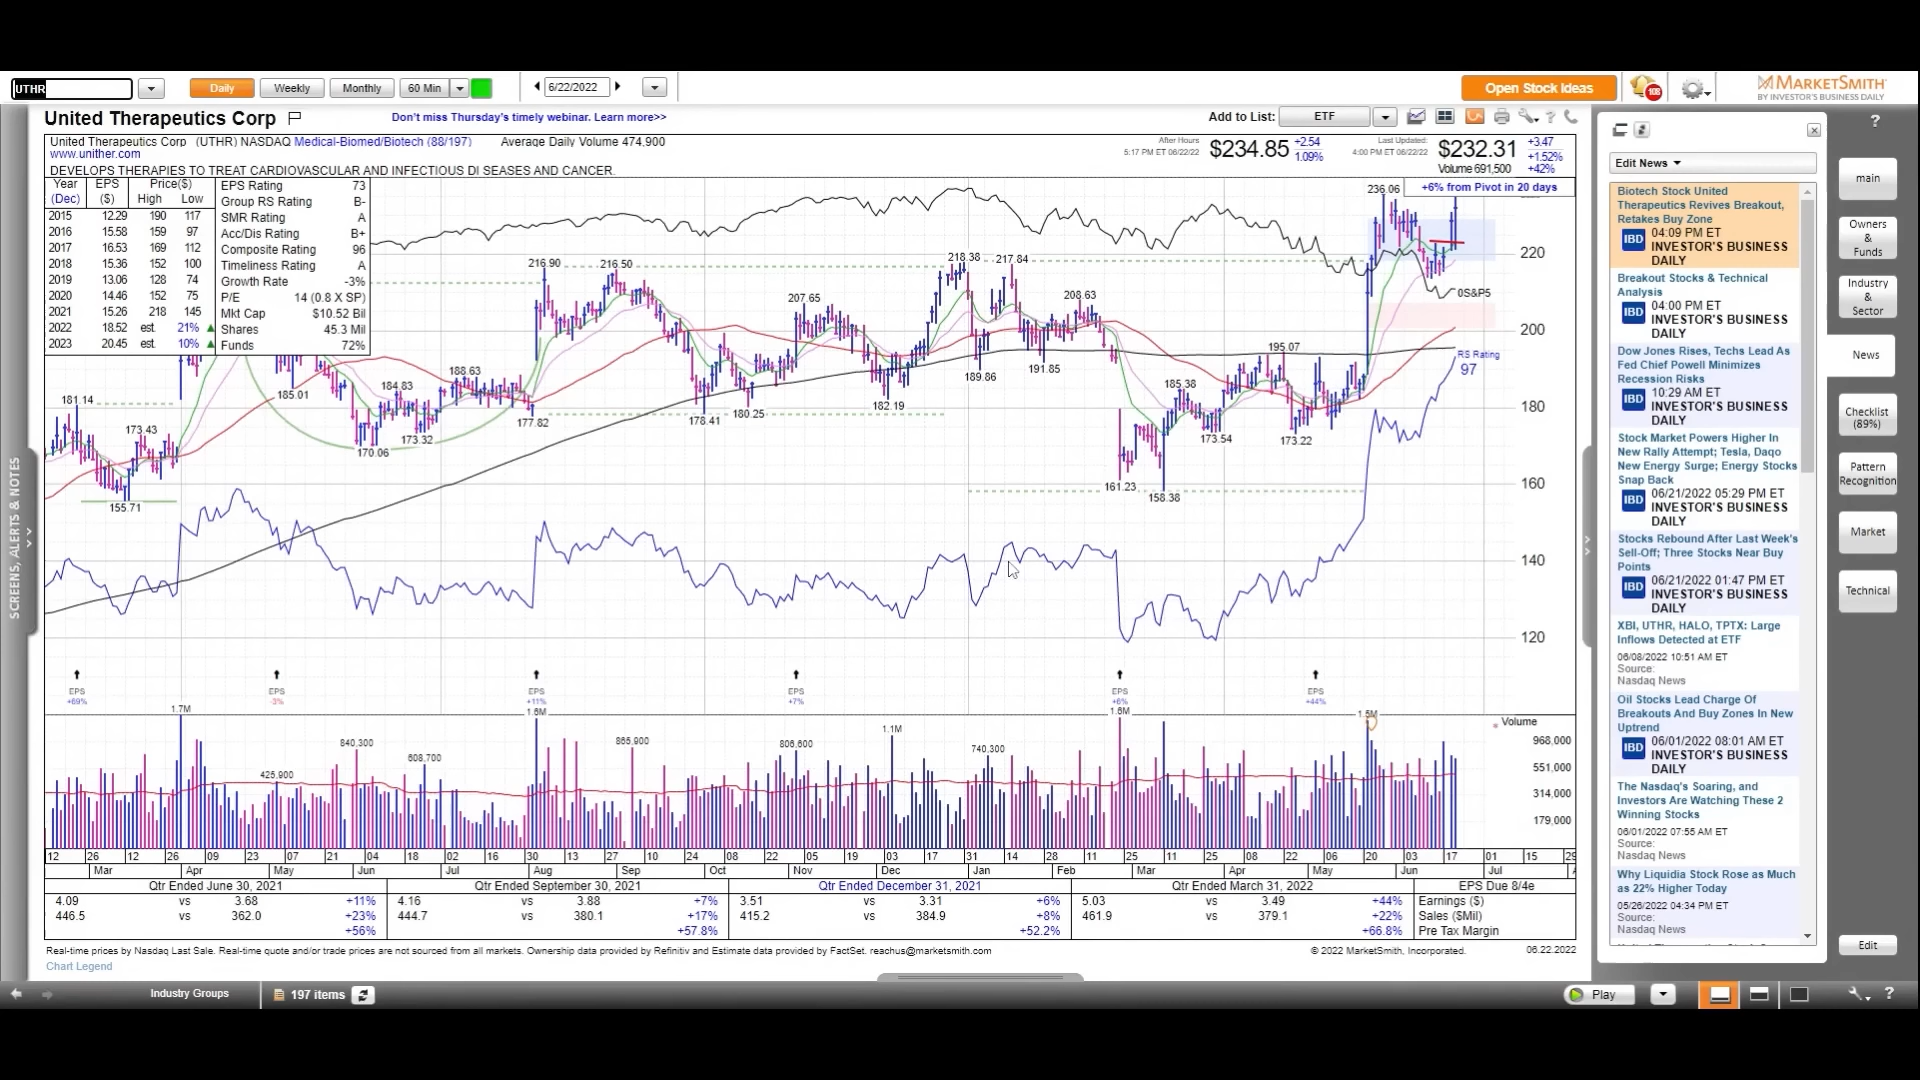 UTHR
Daily
Weekly
Monthly
60 Min
6/22/2022
Open Stock Ideas
108
MARKETSMITH
BY INVESTOR'S BUSINESS DAILY
United Therapeutics Corp
Don't miss Thursday's timely webinar. Learn more>>
Add to List:
ETF
?
United Therapeutics Corp (UTHR) NASDAQ Medical-Biomed/Biotech (88/197) Average Daily Volume 474,900
www.unither.com
DEVELOPS THERAPIES TO TREAT CARDIOVASCULAR AND INFECTIOUS DI SEASES AND CANCER.
After Hours
5:17 PM ET 06/22/22
$234.85
+2.54
1.09%
Last Updated:
4:00 PM ET 06/22/22
$232.31
+3.47
+1.52%
Volume 691,500
+42%
+6% from Pivot in 20 days
Year EPS Price($)
(Dec) ($) High Low
2015 12.29 190 117
2016 15.58 159 97
2017 16.53 169 112
2018 15.36 152 100
2019 13.06 128 74
2020 14.46 152 75
2021 15.26 218 145
2022 18.52 est. 21%
2023 20.45 est. 10%
EPS Rating 73
Group RS Rating B-
SMR Rating A
Acc/Dis Rating B+
Composite Rating 96
Timeliness Rating A
Growth Rate -3%
P/E 14 (0.8 X SP)
Mkt Cap $10.52 Bil
Shares 45.3 Mil
Funds 72%
236.06
216.90
216.50
218.38
217.84
207.65
208.63
195.07
181.14
173.43
155.71
185.01
184.83
188.63
170.06
173.32
177.82
178.41
180.25
182.19
189.86
191.85
185.38
173.54
173.22
161.23
158.38
0S&P5
RS Rating
97
220
200
180
160
140
120
EPS
+69%
EPS
-3%
EPS
+11%
EPS
+7%
EPS
+6%
EPS
+44%
1.7M
840,300
425,900
608,700
1.6M
865,900
806,600
1.1M
740,300
1.6M
1.5M
Volume
968,000
551,000
314,000
179,000
12 26 12 26 09 23 07 21 04 18 02 16 30 13 27 10 24 08 22 05 19 03 17 31 14 28 11 25 11 25 08 22 06 20 03 17 01 15 29
Mar Apr May Jun Jul Aug Sep Oct Nov Dec Jan Feb Mar Apr May Jun Jul
Qtr Ended June 30, 2021 Qtr Ended September 30, 2021 Qtr Ended December 31, 2021 Qtr Ended March 31, 2022 EPS Due 8/4e
4.09 vs 3.68 +11% 4.16 vs 3.88 +7% 3.51 vs 3.31 +6% 5.03 vs 3.49 +44% Earnings ($)
446.5 vs 362.0 +23% 444.7 vs 380.1 +17% 415.2 vs 384.9 +8% 461.9 vs 379.1 +22% Sales ($Mil)
+56% +57.8% +52.2% +66.8% Pre Tax Margin
Real-time prices by Nasdaq Last Sale. Real-time quote and/or trade prices are not sourced from all markets. Ownership data provided by Refinitiv and Estimate data provided by FactSet. reachus@marketsmith.com
© 2022 MarketSmith, Incorporated.
06.22.2022
Chart Legend
SCREENS, ALERTS & NOTES
Edit News
Biotech Stock United
Therapeutics Revives Breakout,
Retakes Buy Zone
IBD
04:09 PM ET
INVESTOR'S BUSINESS
DAILY
Breakout Stocks & Technical
Analysis
IBD
04:00 PM ET
INVESTOR'S BUSINESS
DAILY
Dow Jones Rises, Techs Lead As
Fed Chief Powell Minimizes
Recession Risks
IBD
10:29 AM ET
INVESTOR'S BUSINESS
DAILY
Stock Market Powers Higher In
New Rally Attempt; Tesla, Daqo
New Energy Surge; Energy Stocks
Snap Back
IBD
06/21/2022 05:29 PM ET
INVESTOR'S BUSINESS
DAILY
Stocks Rebound After Last Week's
Sell-Off; Three Stocks Near Buy
Points
IBD
06/21/2022 01:47 PM ET
INVESTOR'S BUSINESS
DAILY
XBI, UTHR, HALO, TPTX: Large
Inflows Detected at ETF
06/08/2022 10:51 AM ET
Source:
Nasdaq News
Oil Stocks Lead Charge Of
Breakouts And Buy Zones In New
Uptrend
IBD
06/01/2022 08:01 AM ET
INVESTOR'S BUSINESS
DAILY
The Nasdaq's Soaring, and
Investors Are Watching These 2
Winning Stocks
06/01/2022 07:55 AM ET
Source:
Nasdaq News
Why Liquidia Stock Rose as Much
as 22% Higher Today
05/26/2022 04:34 PM ET
Source:
Nasdaq News
?
main
Owners
&
Funds
Industry
&
Sector
News
Checklist
(89%)
Pattern
Recognition
Market
Technical
Edit
Industry Groups
197 items
Play
?